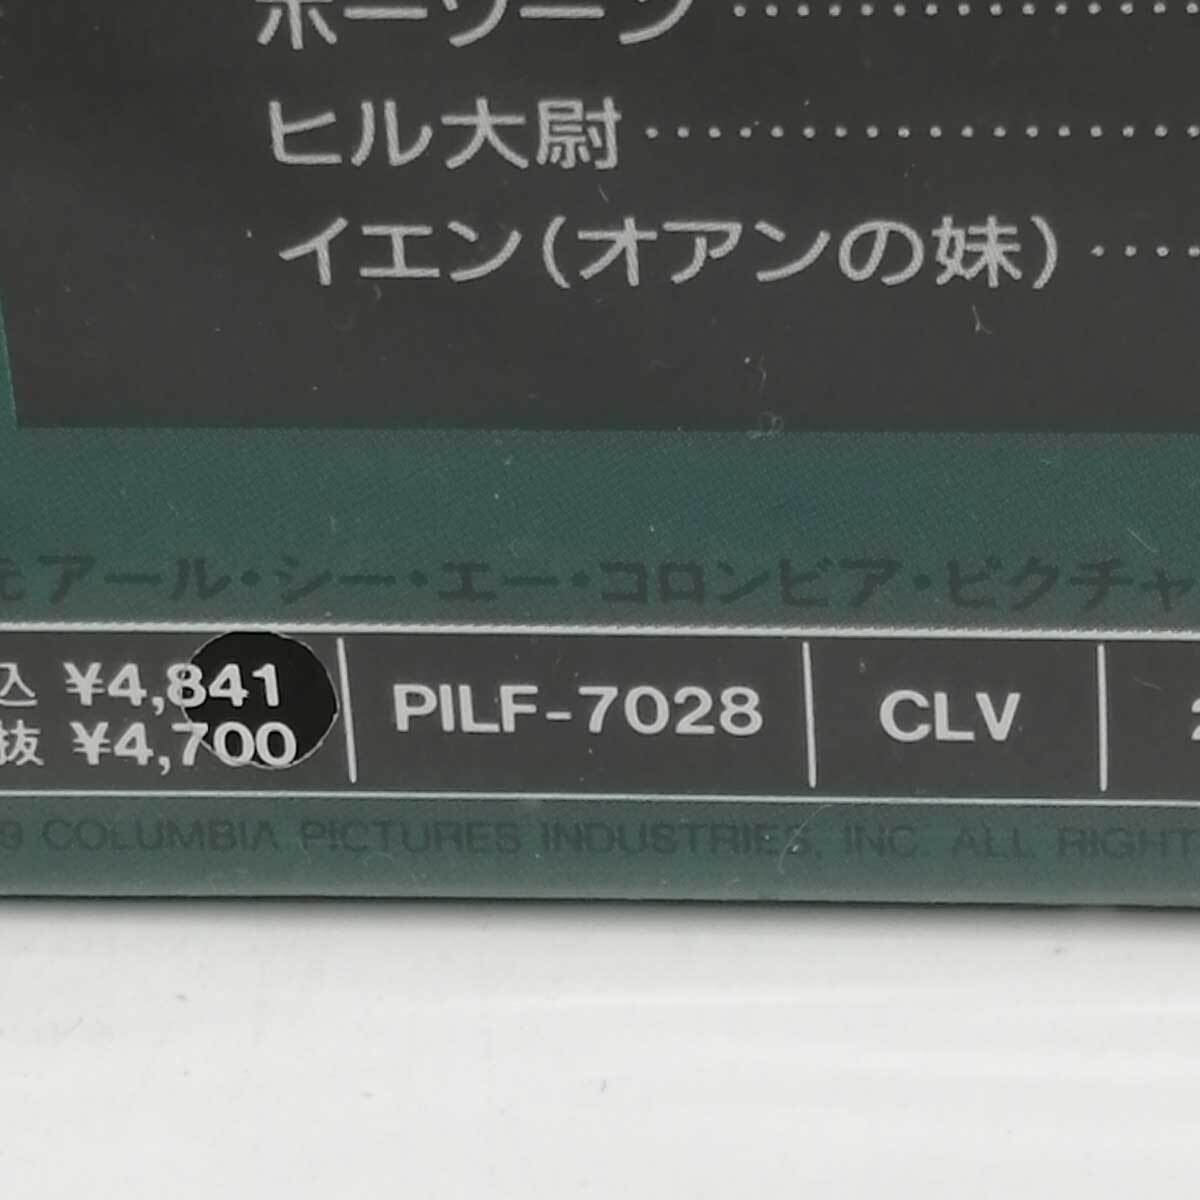 ホーソーン
ヒル大尉
イエン(オアンの妹)
元アール・シー・エー・コロンビア・ピクチャ
込 ¥4,841
抜 ¥4,700
PILF-7028
CLV
9 COLUMBIA PICTURES INDUSTRIES, INC. ALL RIGHT